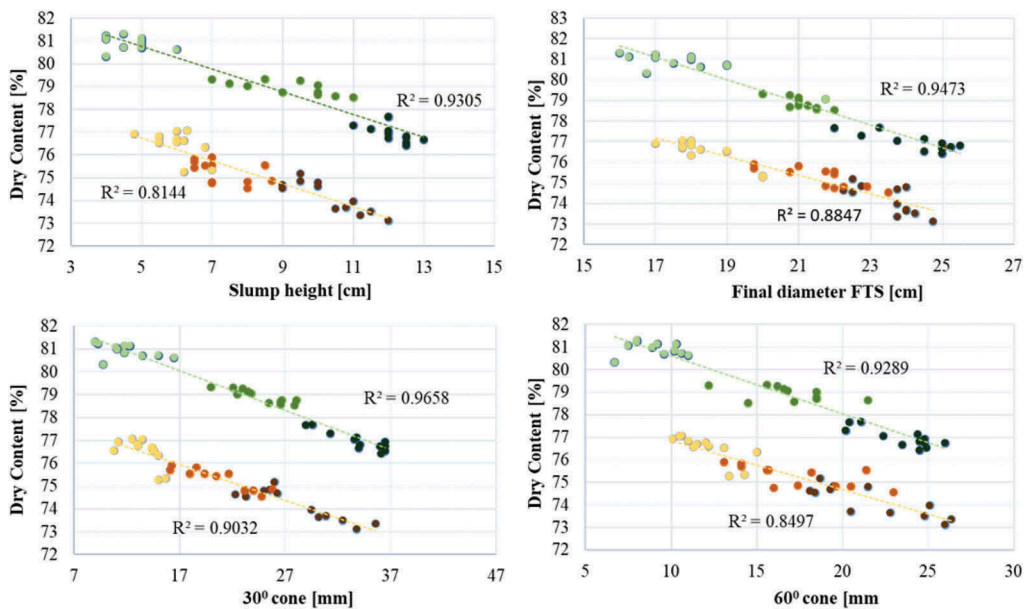 82
81
80
79
78
77
76
75
74
73
72
Dry Content [%]
R² = 0.9305
R² = 0.8144
3 5 7 9 11 13 15
Slump height [cm]
83
82
81
80
79
78
77
76
75
74
73
72
Dry Content [%]
R² = 0.9473
R² = 0.8847
15 17 19 21 23 25 27
Final diameter FTS [cm]
82
81
80
79
78
77
76
75
74
73
72
Dry Content [%]
R² = 0.9658
R² = 0.9032
7 17 27 37 47
30⁰ cone [mm]
82
81
80
79
78
77
76
75
74
73
72
Dry Content [%]
R² = 0.9289
R² = 0.8497
5 10 15 20 25 30
60⁰ cone [mm